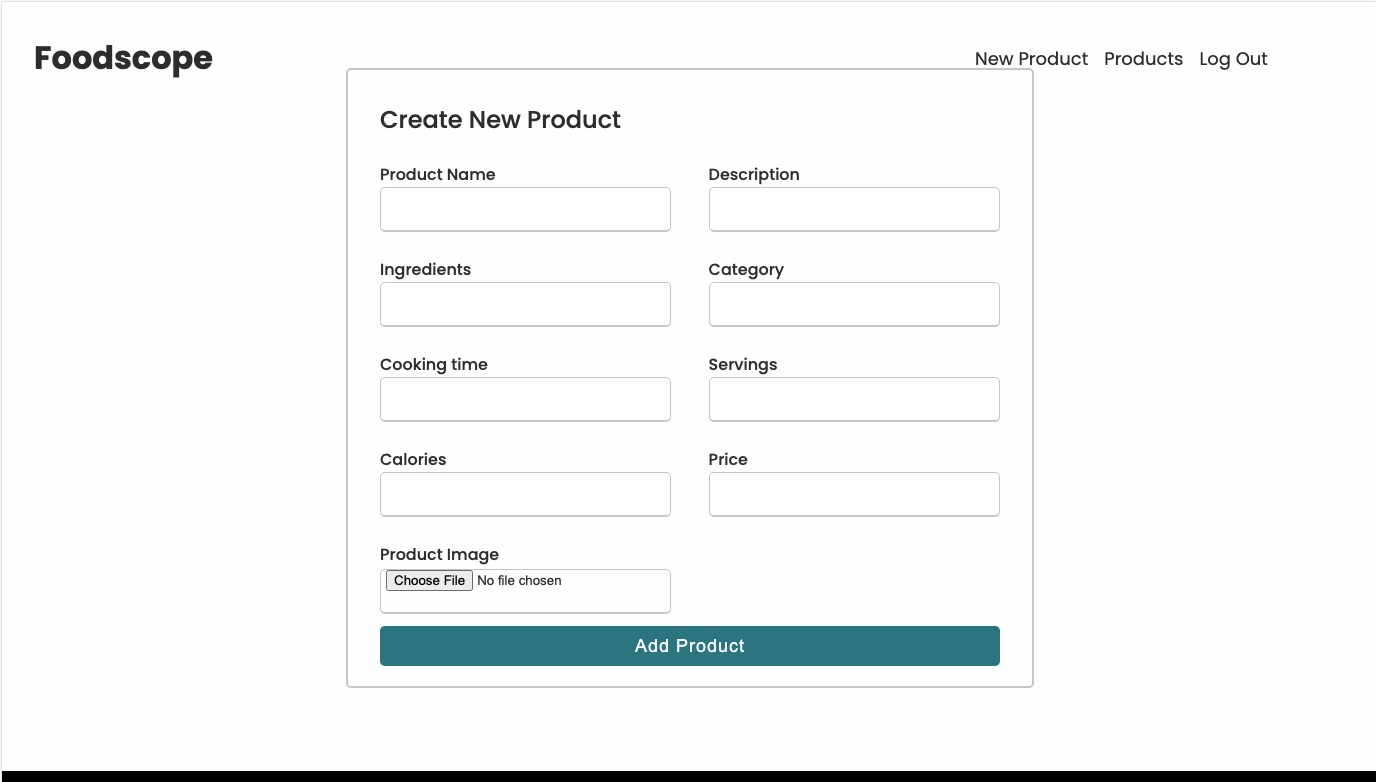 Foodscope
New Product Products Log Out
Create New Product
Product Name
Description
Ingredients
Category
Cooking time
Servings
Calories
Price
Product Image
Choose File No file chosen
Add Product